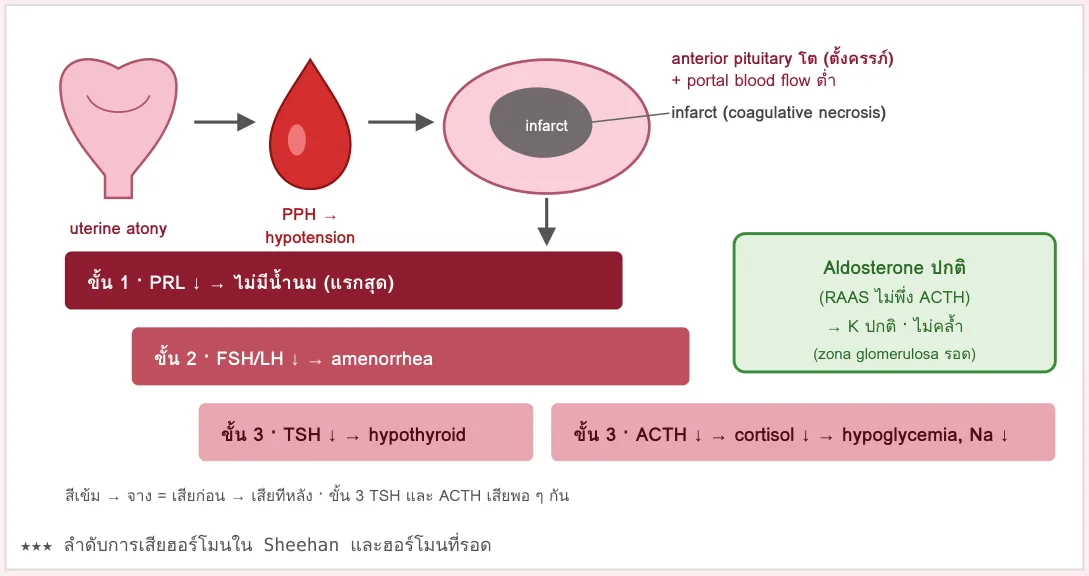 anterior pituitary โต (ตั้งครรภ์)
+ portal blood flow ต่ำ
infarct (coagulative necrosis)
infarct
uterine atony
PPH →
hypotension
ขั้น 1 · PRL ↓ → ไม่มีน้ำนม (แรกสุด)
ขั้น 2 · FSH/LH ↓ → amenorrhea
ขั้น 3 · TSH ↓ → hypothyroid
ขั้น 3 · ACTH ↓ → cortisol ↓ → hypoglycemia, Na ↓
Aldosterone ปกติ
(RAAS ไม่พึ่ง ACTH)
→ K ปกติ · ไม่คล้ำ
(zona glomerulosa รอด)
สีเข้ม → จาง = เสียก่อน → เสียทีหลัง · ขั้น 3 TSH และ ACTH เสียพอ ๆ กัน
★★★ ลำดับการเสียฮอร์โมนใน Sheehan และฮอร์โมนที่รอด